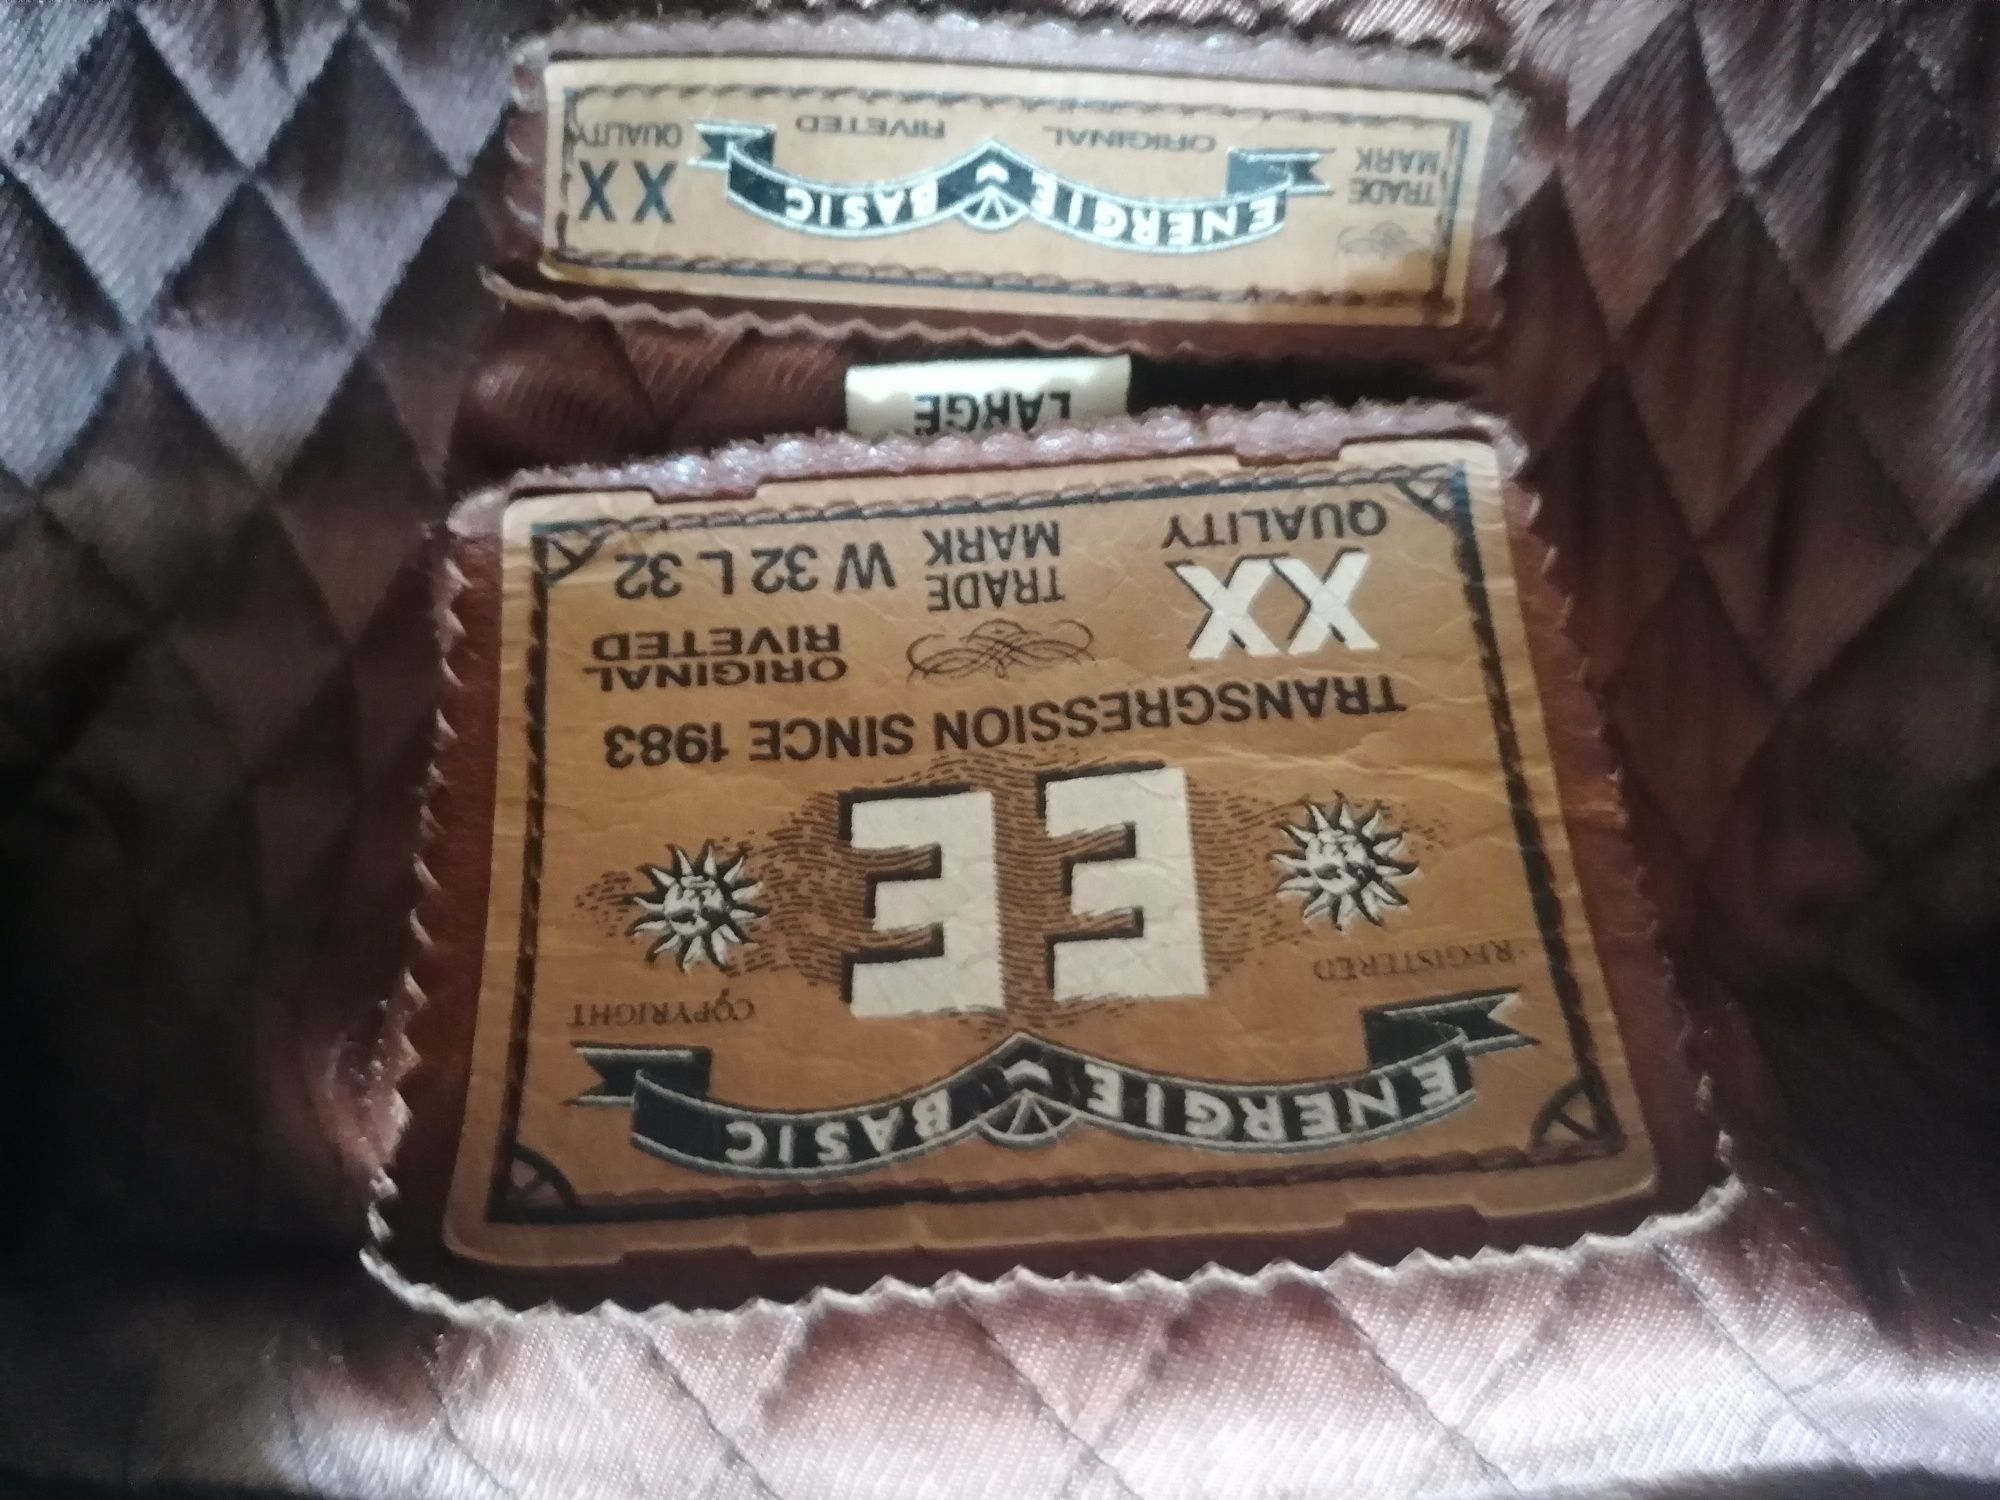 ENERGIE BASIC
COPYRIGHT
REGISTERED
EE
TRANSGRESSION SINCE 1983
XX
QUALITY
TRADE
MARK
ORIGINAL
RIVETED
W 32 L 32
LARGE
TRADE
MARK
ENERGIE BASIC
ORIGINAL RIVETED
XX
QUALITY